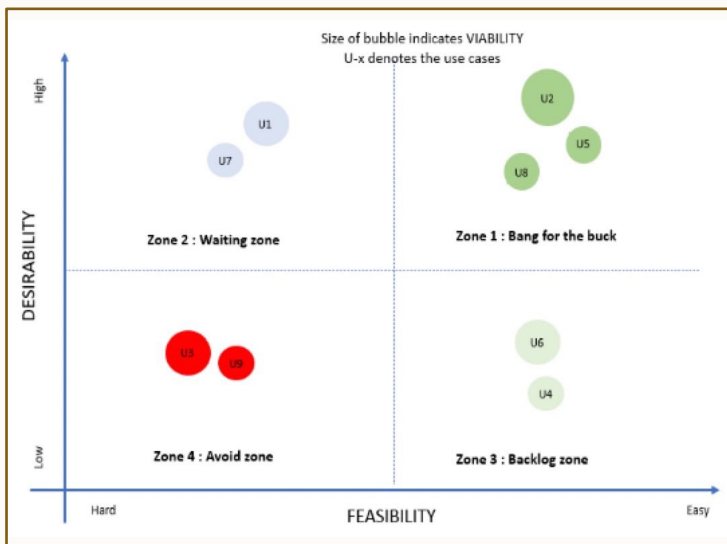 Size of bubble indicates VIABILITY
U-x denotes the use cases
High
U1
U7
U2
U5
U8
Zone 2 : Waiting zone
Zone 1 : Bang for the buck
DESIRABILITY
U3
U9
U6
U4
Zone 4 : Avoid zone
Zone 3 : Backlog zone
Low
Hard
FEASIBILITY
Easy